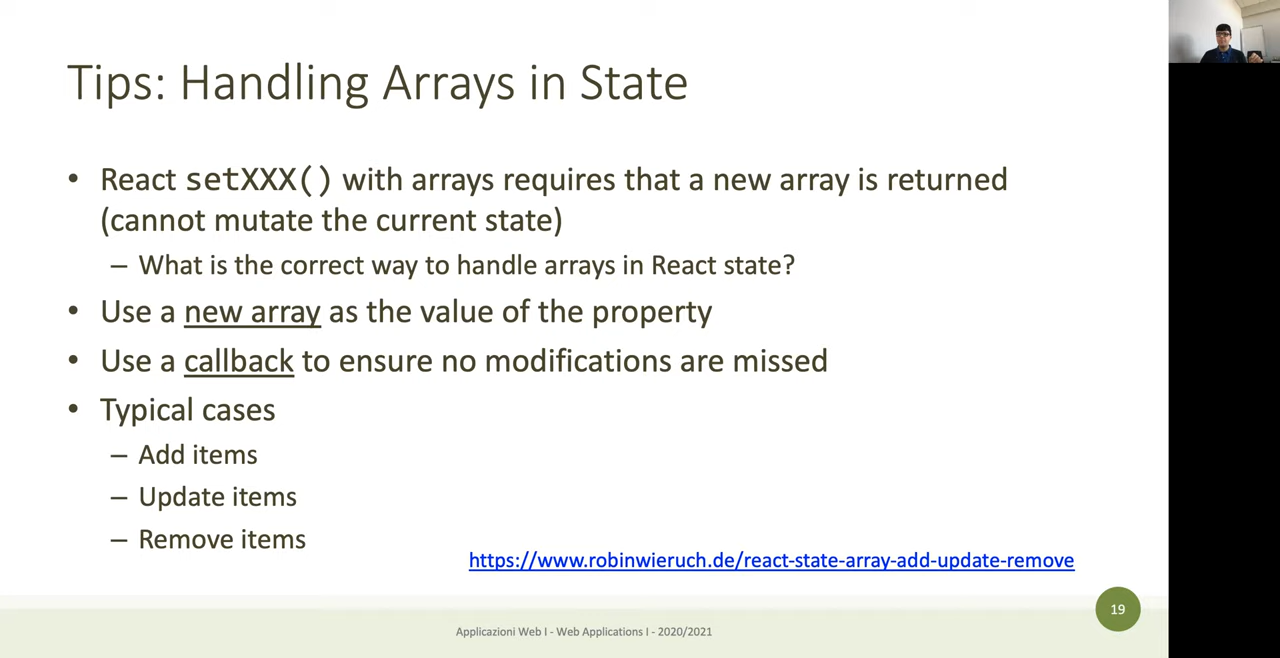 Tips: Handling Arrays in State
• React setXXX() with arrays requires that a new array is returned
(cannot mutate the current state)
– What is the correct way to handle arrays in React state?
• Use a new array as the value of the property
• Use a callback to ensure no modifications are missed
• Typical cases
– Add items
– Update items
– Remove items
https://www.robinwieruch.de/react-state-array-add-update-remove
19
Applicazioni Web I - Web Applications I - 2020/2021